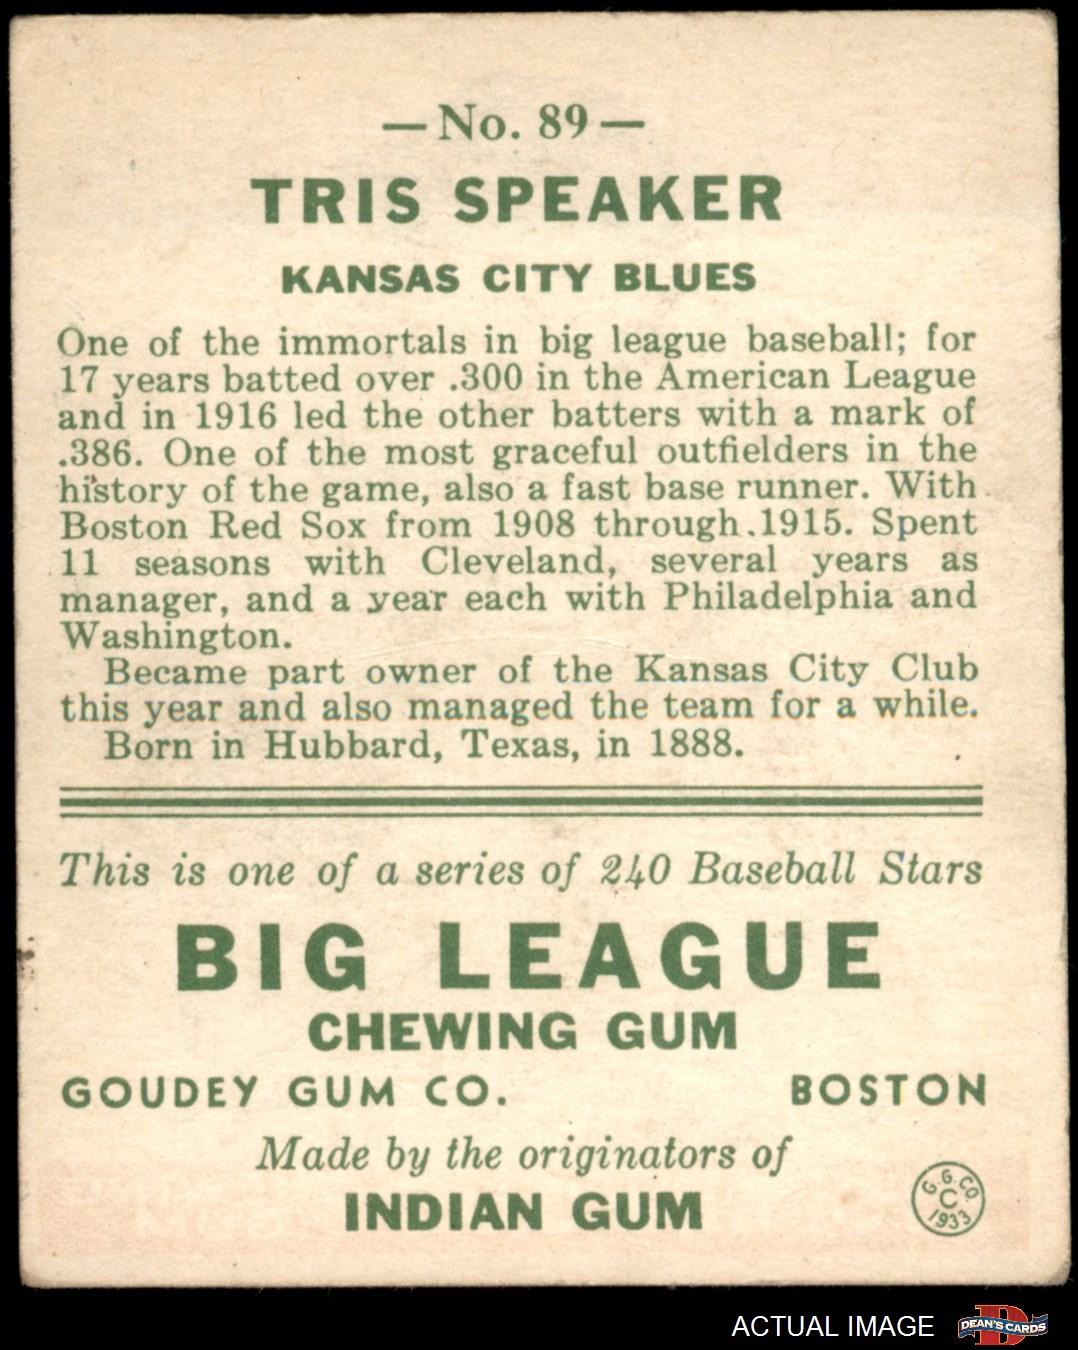 — No. 89 —
TRIS SPEAKER
KANSAS CITY BLUES
One of the immortals in big league baseball; for
17 years batted over .300 in the American League
and in 1916 led the other batters with a mark of
.386. One of the most graceful outfielders in the
history of the game, also a fast base runner. With
Boston Red Sox from 1908 through 1915. Spent
11 seasons with Cleveland, several years as
manager, and a year each with Philadelphia and
Washington.
Became part owner of the Kansas City Club
this year and also managed the team for a while.
Born in Hubbard, Texas, in 1888.
This is one of a series of 240 Baseball Stars
BIG LEAGUE
CHEWING GUM
GOUDEY GUM CO. BOSTON
Made by the originators of
INDIAN GUM
G. G. CO.
C
1933
ACTUAL IMAGE
D
DEAN'S CARDS